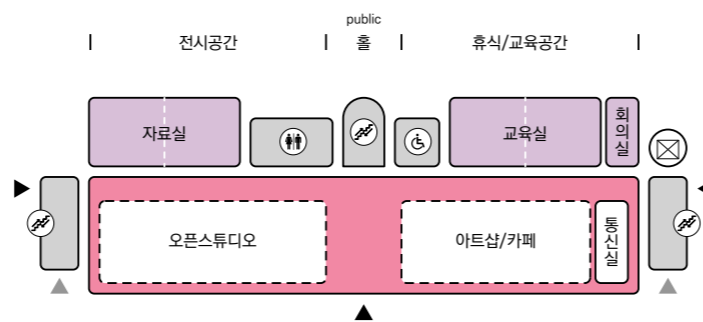 public
전시공간 홀 휴식/교육공간
자료실
교육실
회의실
오픈스튜디오
아트샵/카페
통신실